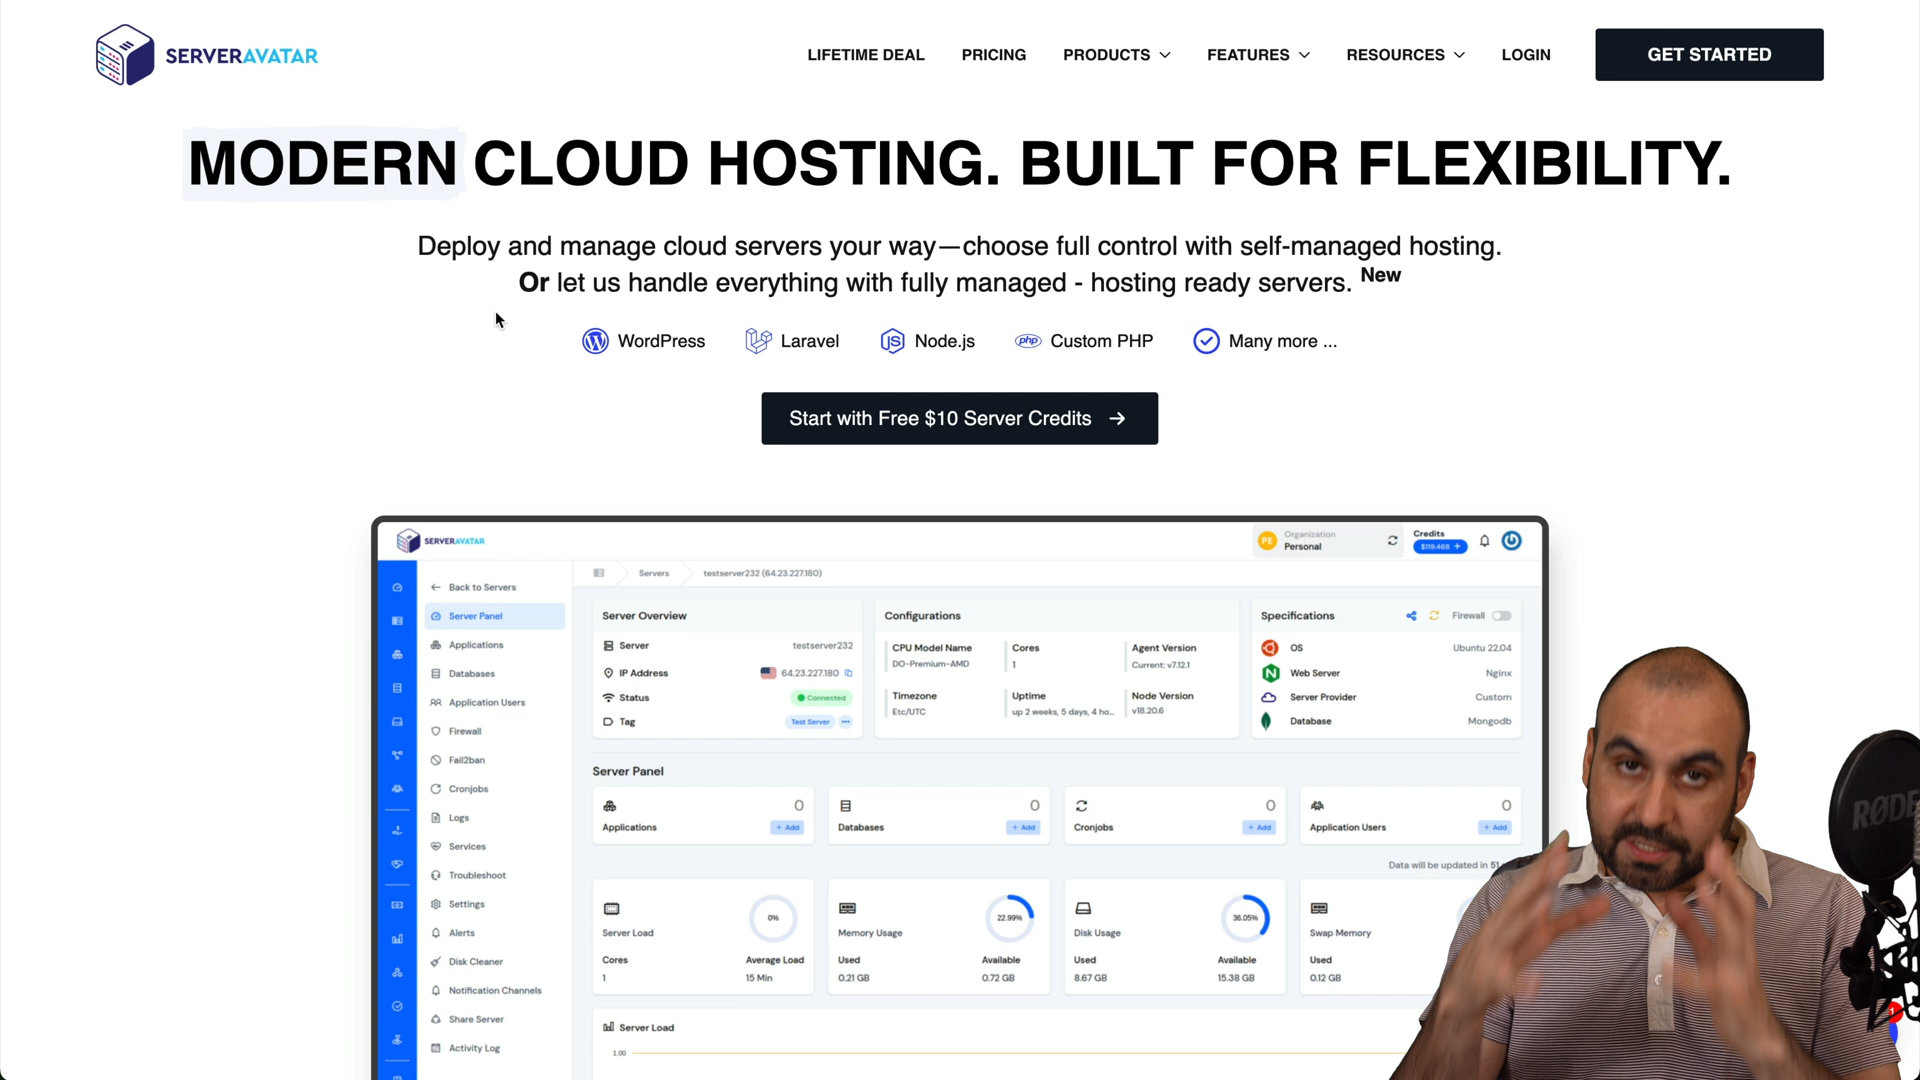 SERVERAVATAR
LIFETIME DEAL
PRICING
PRODUCTS
FEATURES
RESOURCES
LOGIN
GET STARTED
MODERN CLOUD HOSTING. BUILT FOR FLEXIBILITY.
Deploy and manage cloud servers your way—choose full control with self-managed hosting.
Or let us handle everything with fully managed - hosting ready servers. New
WordPress
Laravel
Node.js
Custom PHP
Many more ...
Start with Free $10 Server Credits →
SERVERAVATAR
PE
Organization
Personal
Credits
$119.468 +
Servers
testserver232 (64.23.227.180)
Back to Servers
Server Panel
Applications
Databases
Application Users
Firewall
Fail2ban
Cronjobs
Logs
Services
Troubleshoot
Settings
Alerts
Disk Cleaner
Notification Channels
Share Server
Activity Log
Server Overview
Server testserver232
IP Address 64.23.227.180
Status Connected
Tag Test Server
Configurations
CPU Model Name
DO-Premium-AMD
Cores
1
Agent Version
Current: v7.12.1
Timezone
Etc/UTC
Uptime
up 2 weeks, 5 days, 4 ho...
Node Version
v18.20.6
Specifications
Firewall
OS Ubuntu 22.04
Web Server Nginx
Server Provider Custom
Database Mongodb
Server Panel
Applications 0
+ Add
Databases 0
+ Add
Cronjobs 0
+ Add
Application Users 0
+ Add
Data will be updated in 51
Server Load
0%
Cores
1
Average Load
15 Min
Memory Usage
22.99%
Used
0.21 GB
Available
0.72 GB
Disk Usage
36.05%
Used
8.67 GB
Available
15.38 GB
Swap Memory
Used
0.12 GB
Server Load
1.00
RØDE
1